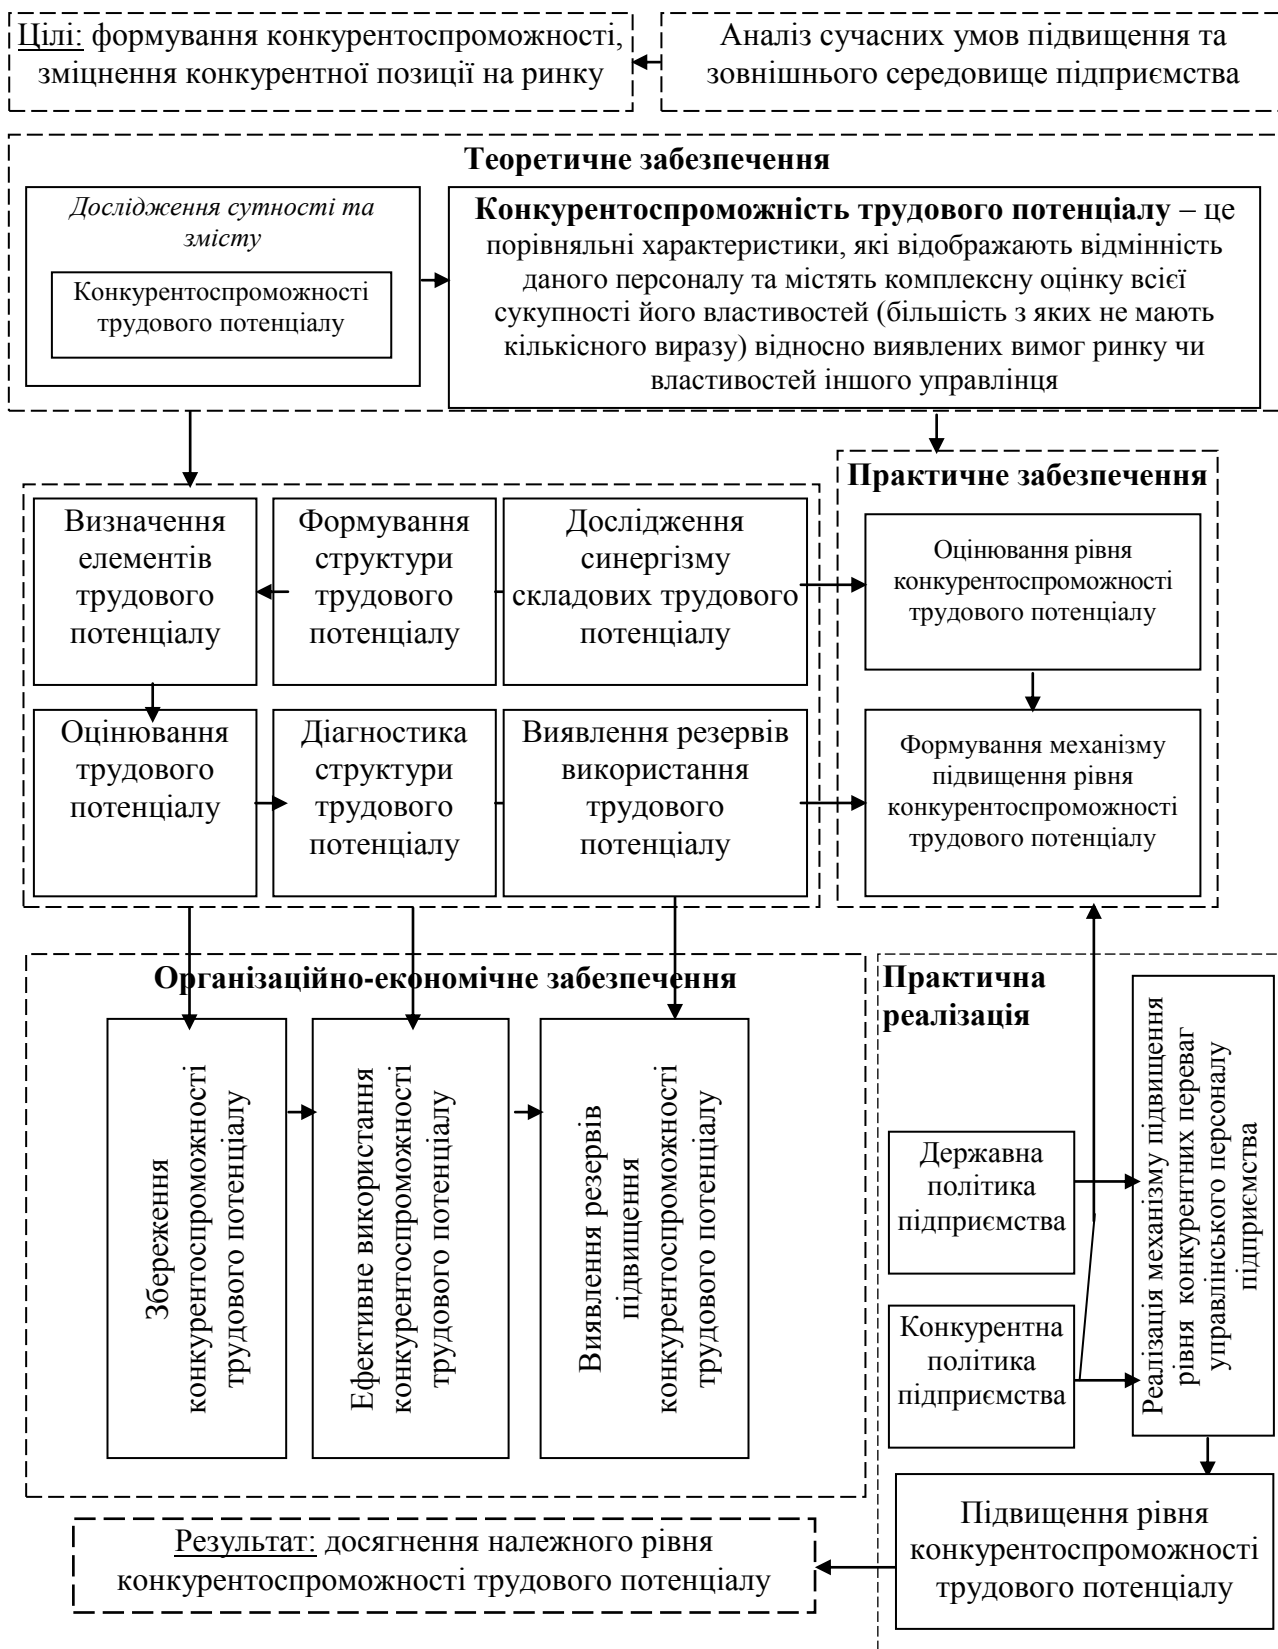 Цілі: формування конкурентоспроможності,
зміцнення конкурентної позиції на ринку
Аналіз сучасних умов підвищення та
зовнішнього середовище підприємства
Теоретичне забезпечення
Дослідження сутності та
змісту
Конкурентоспроможності
трудового потенціалу
Конкурентоспроможність трудового потенціалу – це
порівняльні характеристики, які відображають відмінність
даного персоналу та містять комплексну оцінку всієї
сукупності його властивостей (більшість з яких не мають
кількісного виразу) відносно виявлених вимог ринку чи
властивостей іншого управлінця
Визначення
елементів
трудового
потенціалу
Формування
структури
трудового
потенціалу
Дослідження
синергізму
складових трудового
потенціалу
Практичне забезпечення
Оцінювання рівня
конкурентоспроможності
трудового потенціалу
Оцінювання
трудового
потенціалу
Діагностика
структури
трудового
потенціалу
Виявлення резервів
використання
трудового
потенціалу
Формування механізму
підвищення рівня
конкурентоспроможності
трудового потенціалу
Організаційно-економічне забезпечення
Збереження
конкурентоспроможності
трудового потенціалу
Ефективне використання
конкурентоспроможності
трудового потенціалу
Виявлення резервів
підвищення
конкурентоспроможності
трудового потенціалу
Практична
реалізація
Державна
політика
підприємства
Конкурентна
політика
підприємства
Реалізація механізму підвищення
рівня конкурентних переваг
управлінського персоналу
підприємства
Підвищення рівня
конкурентоспроможності
трудового потенціалу
Результат: досягнення належного рівня
конкурентоспроможності трудового потенціалу